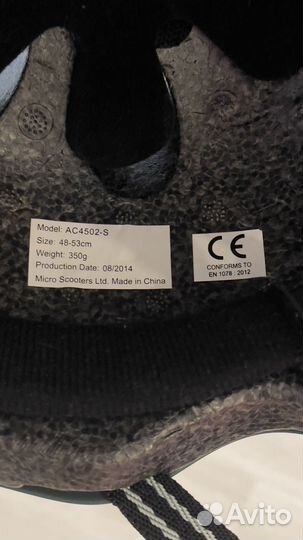 Model: AC4502-S
Size: 48-53cm
Weight: 350g
Production Date: 08/2014
Micro Scooters Ltd. Made in China
CE
CONFORMS TO
EN 1078 : 2012
Avito